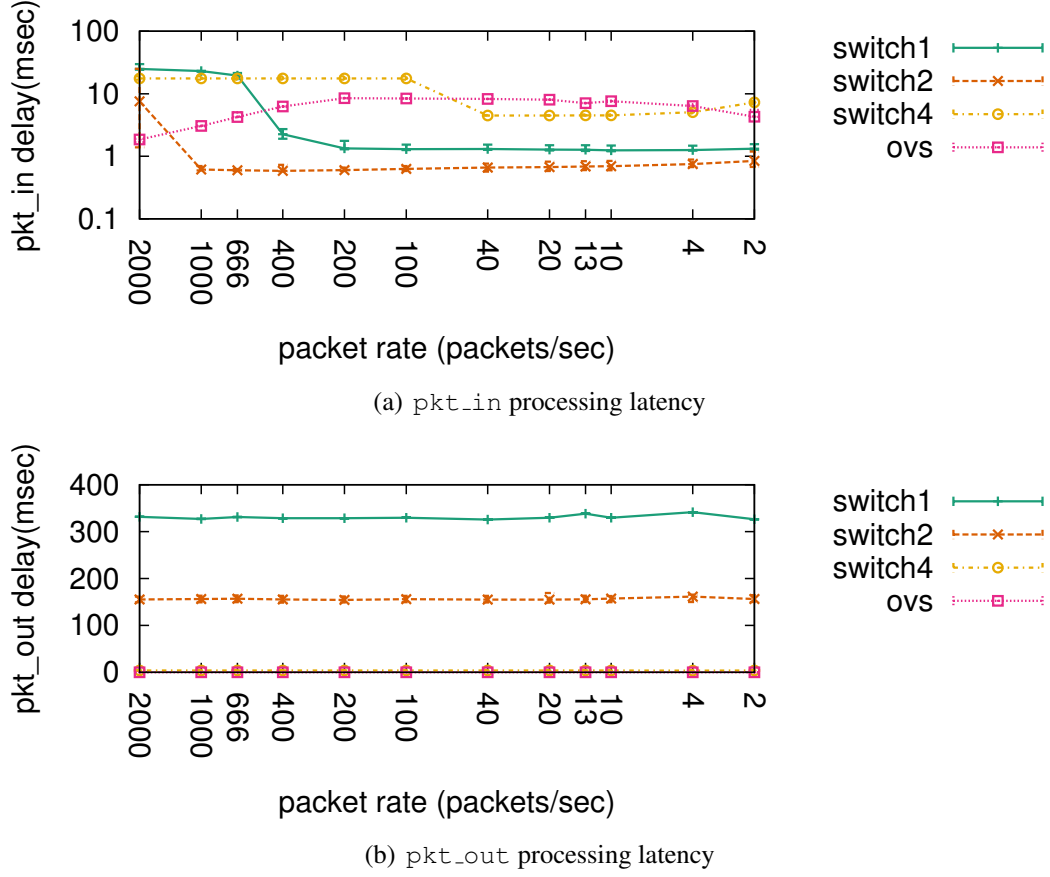 100
10
1
0.1
pkt_in delay(msec)
2000
1000
666
400
200
100
40
20
13
10
4
2
packet rate (packets/sec)
switch1
switch2
switch4
ovs
(a) pkt_in processing latency
400
300
200
100
0
pkt_out delay(msec)
2000
1000
666
400
200
100
40
20
13
10
4
2
packet rate (packets/sec)
switch1
switch2
switch4
ovs
(b) pkt_out processing latency